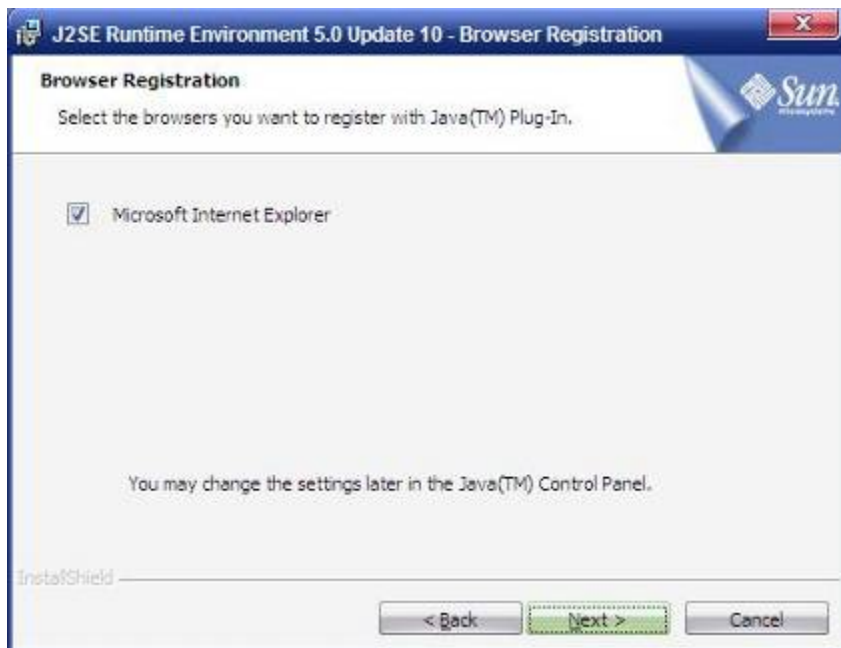 J2SE Runtime Environment 5.0 Update 10 - Browser Registration
Browser Registration
Select the browsers you want to register with Java(TM) Plug-In.
Sun
microsystems
Microsoft Internet Explorer
You may change the settings later in the Java(TM) Control Panel.
InstallShield
< Back
Next >
Cancel